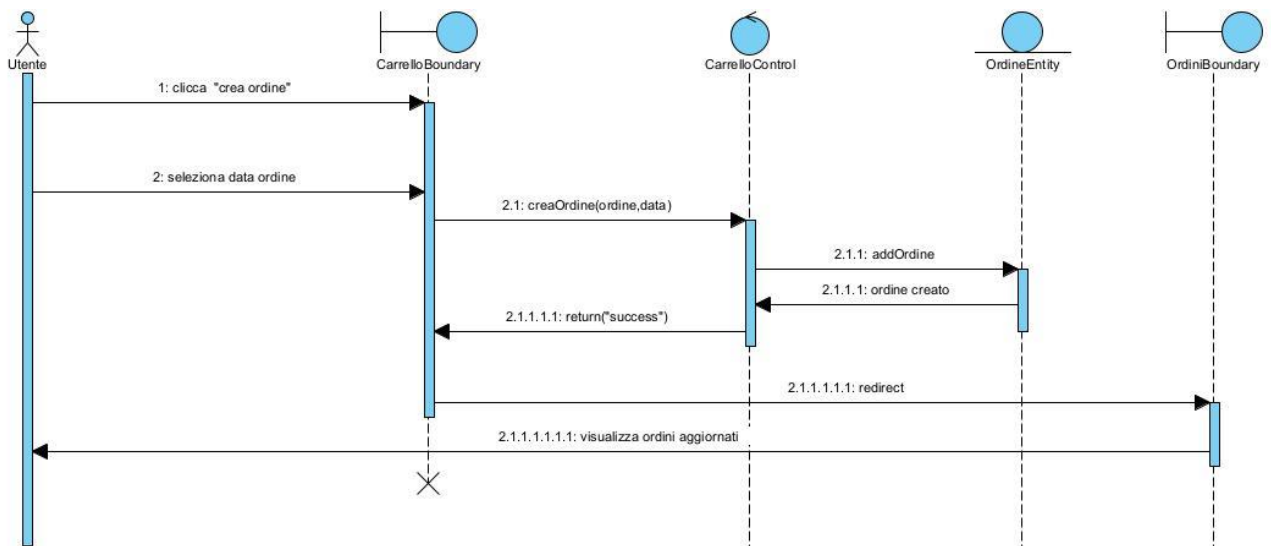 Utente
CarrelloBoundary
CarrelloControl
OrdineEntity
OrdiniBoundary
1: clicca "crea ordine"
2: seleziona data ordine
2.1: creaOrdine(ordine,data)
2.1.1: addOrdine
2.1.1.1: ordine creato
2.1.1.1.1: return("success")
2.1.1.1.1.1: redirect
2.1.1.1.1.1.1: visualizza ordini aggiornati